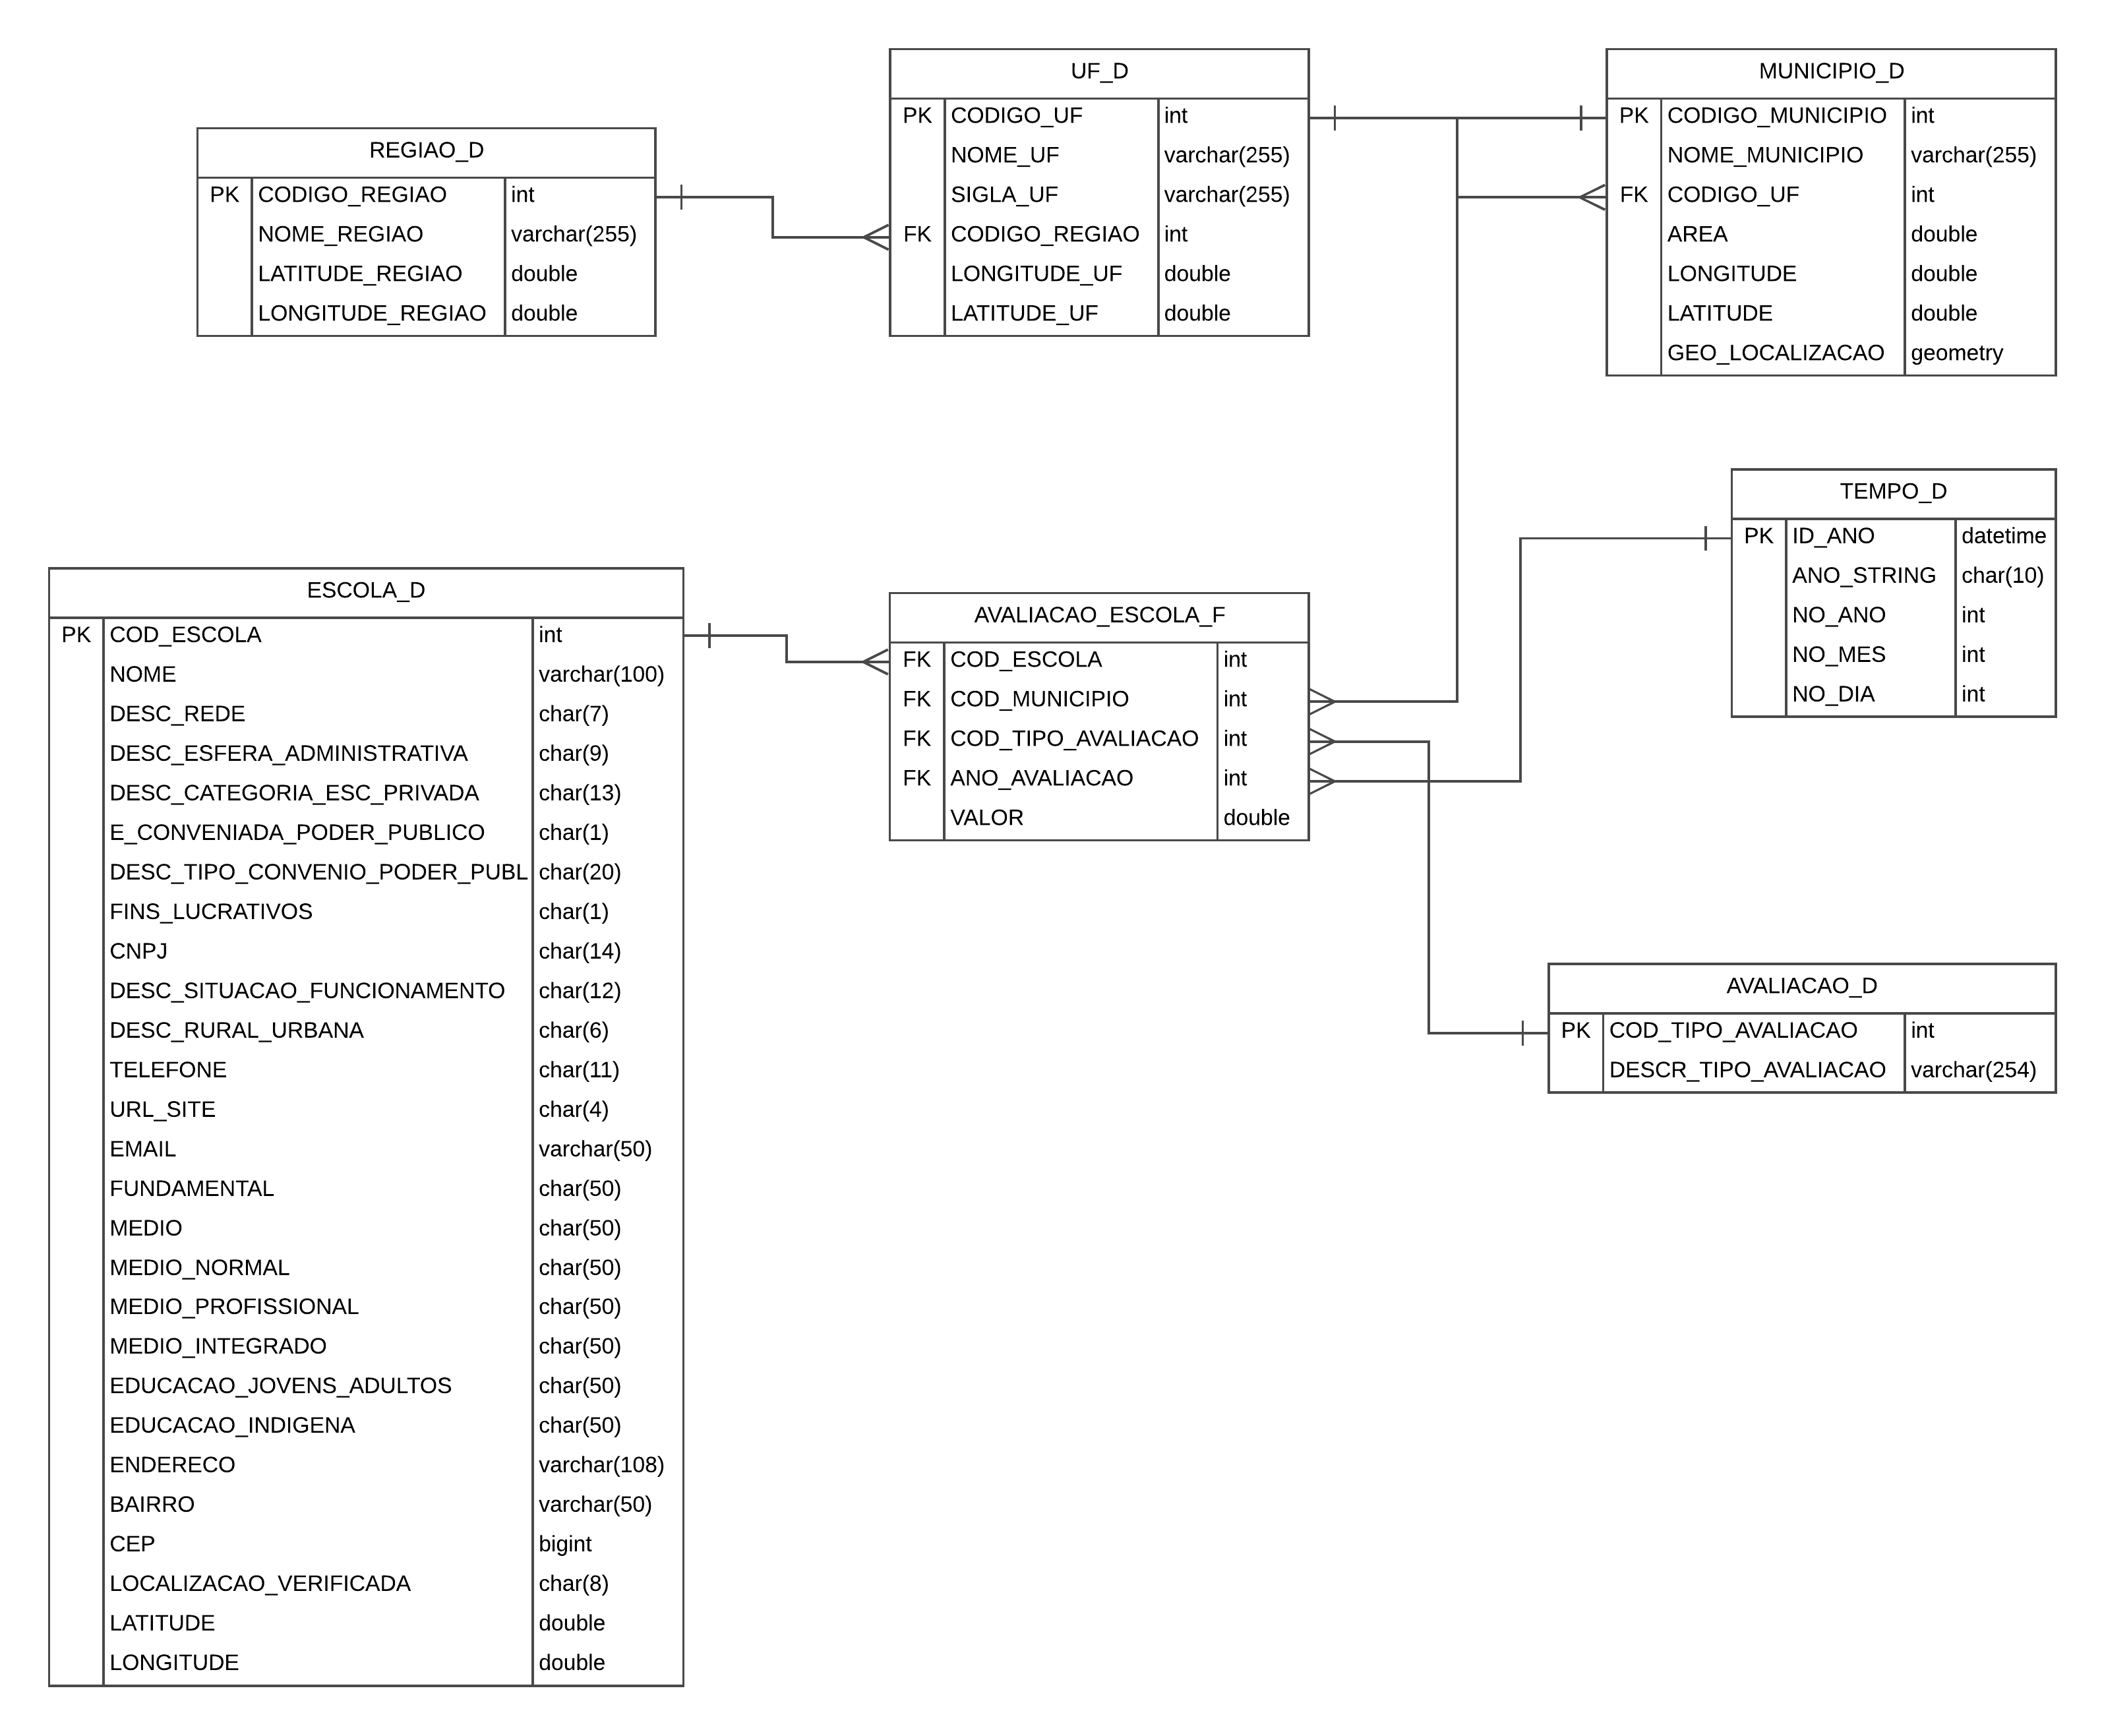 REGIAO_D
PK CODIGO_REGIAO int
NOME_REGIAO varchar(255)
LATITUDE_REGIAO double
LONGITUDE_REGIAO double
UF_D
PK CODIGO_UF int
NOME_UF varchar(255)
SIGLA_UF varchar(255)
FK CODIGO_REGIAO int
LONGITUDE_UF double
LATITUDE_UF double
MUNICIPIO_D
PK CODIGO_MUNICIPIO int
NOME_MUNICIPIO varchar(255)
FK CODIGO_UF int
AREA double
LONGITUDE double
LATITUDE double
GEO_LOCALIZACAO geometry
ESCOLA_D
PK COD_ESCOLA int
NOME varchar(100)
DESC_REDE char(7)
DESC_ESFERA_ADMINISTRATIVA char(9)
DESC_CATEGORIA_ESC_PRIVADA char(13)
E_CONVENIADA_PODER_PUBLICO char(1)
DESC_TIPO_CONVENIO_PODER_PUBL char(20)
FINS_LUCRATIVOS char(1)
CNPJ char(14)
DESC_SITUACAO_FUNCIONAMENTO char(12)
DESC_RURAL_URBANA char(6)
TELEFONE char(11)
URL_SITE char(4)
EMAIL varchar(50)
FUNDAMENTAL char(50)
MEDIO char(50)
MEDIO_NORMAL char(50)
MEDIO_PROFISSIONAL char(50)
MEDIO_INTEGRADO char(50)
EDUCACAO_JOVENS_ADULTOS char(50)
EDUCACAO_INDIGENA char(50)
ENDERECO varchar(108)
BAIRRO varchar(50)
CEP bigint
LOCALIZACAO_VERIFICADA char(8)
LATITUDE double
LONGITUDE double
AVALIACAO_ESCOLA_F
FK COD_ESCOLA int
FK COD_MUNICIPIO int
FK COD_TIPO_AVALIACAO int
FK ANO_AVALIACAO int
VALOR double
TEMPO_D
PK ID_ANO datetime
ANO_STRING char(10)
NO_ANO int
NO_MES int
NO_DIA int
AVALIACAO_D
PK COD_TIPO_AVALIACAO int
DESCR_TIPO_AVALIACAO varchar(254)